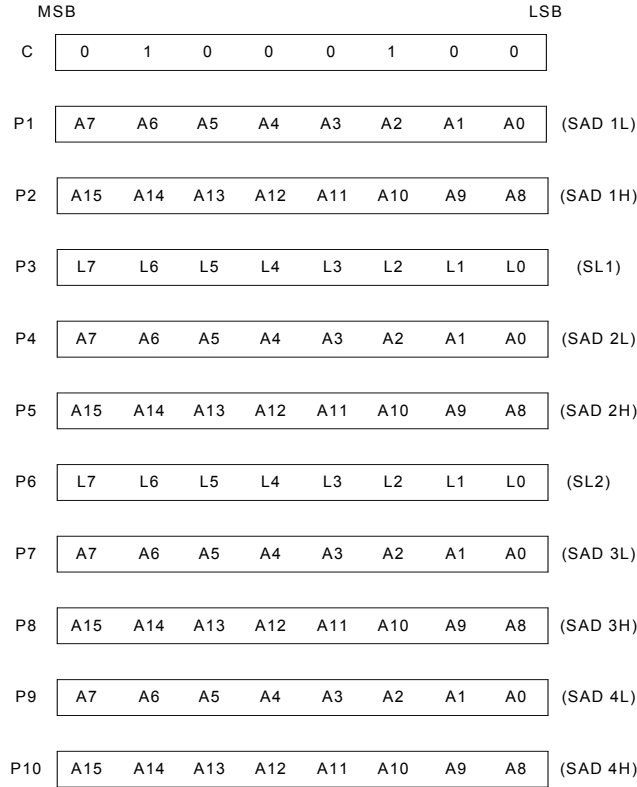 MSB LSB
C 0 1 0 0 0 1 0 0
P1 A7 A6 A5 A4 A3 A2 A1 A0 (SAD 1L)
P2 A15 A14 A13 A12 A11 A10 A9 A8 (SAD 1H)
P3 L7 L6 L5 L4 L3 L2 L1 L0 (SL1)
P4 A7 A6 A5 A4 A3 A2 A1 A0 (SAD 2L)
P5 A15 A14 A13 A12 A11 A10 A9 A8 (SAD 2H)
P6 L7 L6 L5 L4 L3 L2 L1 L0 (SL2)
P7 A7 A6 A5 A4 A3 A2 A1 A0 (SAD 3L)
P8 A15 A14 A13 A12 A11 A10 A9 A8 (SAD 3H)
P9 A7 A6 A5 A4 A3 A2 A1 A0 (SAD 4L)
P10 A15 A14 A13 A12 A11 A10 A9 A8 (SAD 4H)